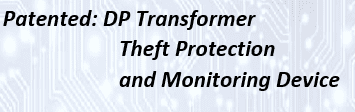 Patented: DP Transformer
Theft Protection
and Monitoring Device